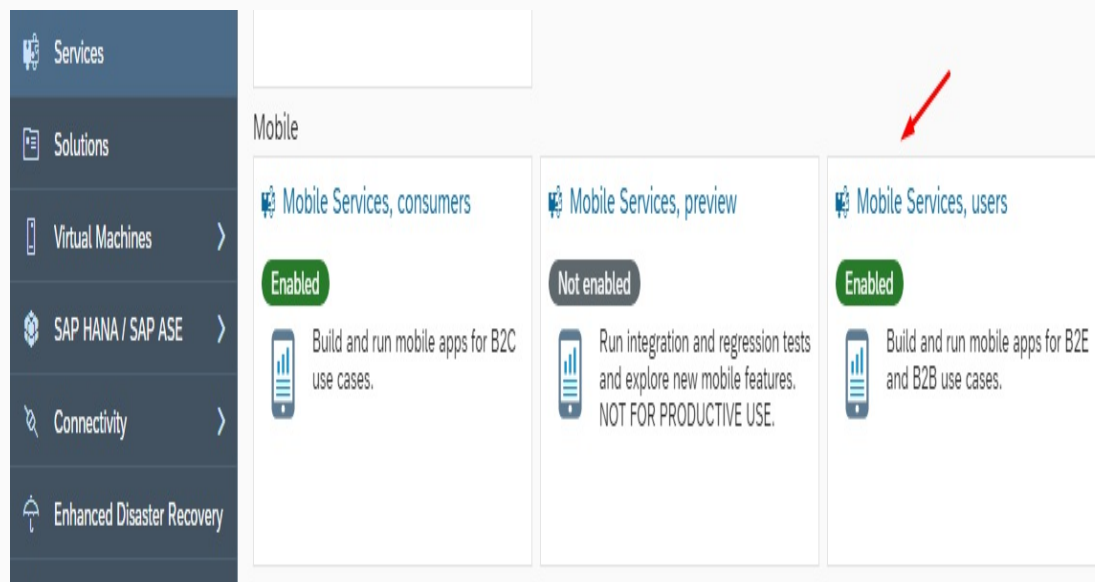 Services
Solutions
Virtual Machines
SAP HANA / SAP ASE
Connectivity
Enhanced Disaster Recovery
Mobile
Mobile Services, consumers
Enabled
Build and run mobile apps for B2C
use cases.
Mobile Services, preview
Not enabled
Run integration and regression tests
and explore new mobile features.
NOT FOR PRODUCTIVE USE.
Mobile Services, users
Enabled
Build and run mobile apps for B2E
and B2B use cases.